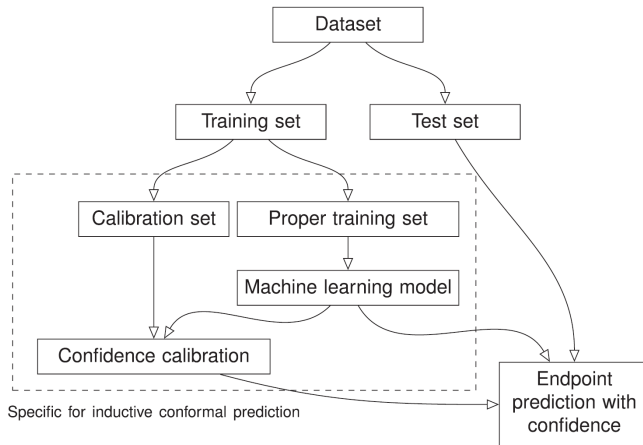 Dataset
Training set
Test set
Calibration set
Proper training set
Machine learning model
Confidence calibration
Endpoint
prediction with
confidence
Specific for inductive conformal prediction